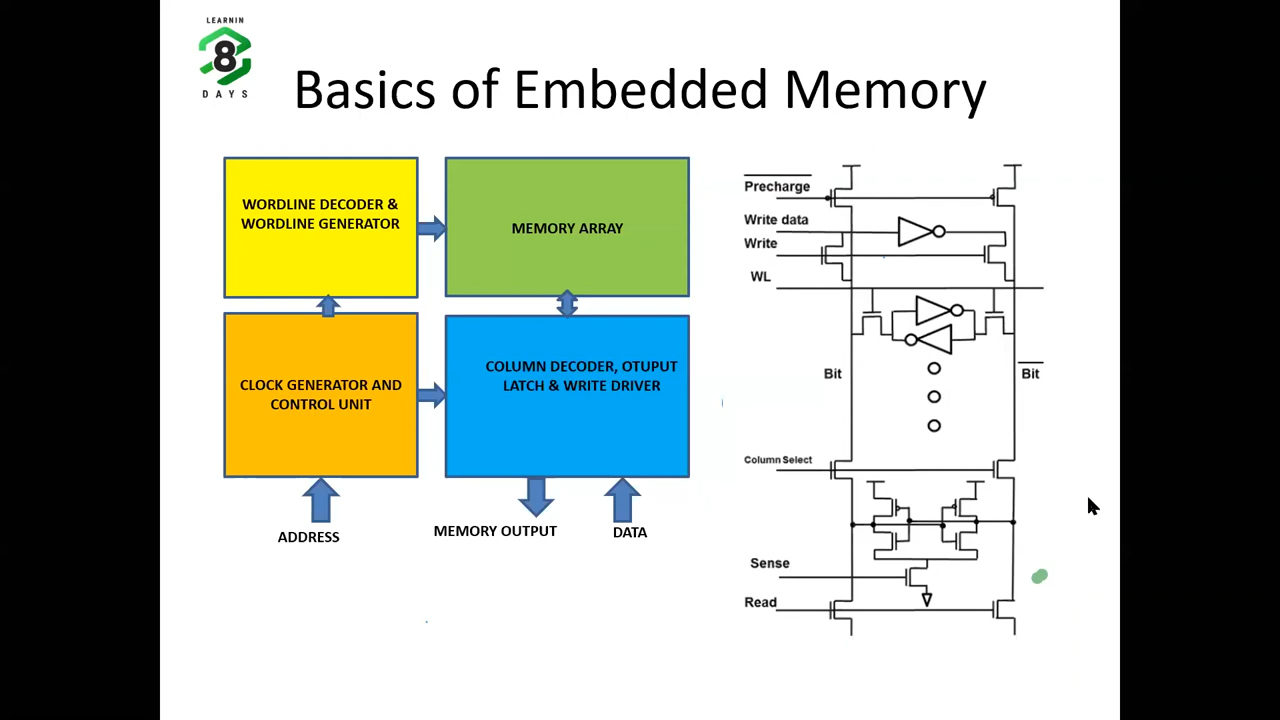 LEARNIN
8
DAYS
Basics of Embedded Memory
WORDLINE DECODER &
WORDLINE GENERATOR
MEMORY ARRAY
CLOCK GENERATOR AND
CONTROL UNIT
COLUMN DECODER, OTUPUT
LATCH & WRITE DRIVER
ADDRESS
MEMORY OUTPUT
DATA
Precharge
Write data
Write
WL
Bit
Bit
Column Select
Sense
Read